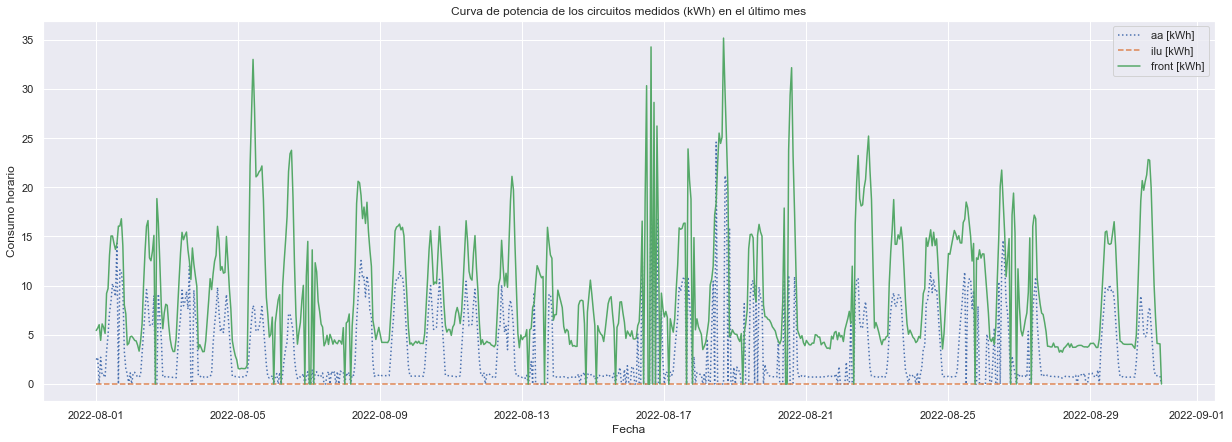 Curva de potencia de los circuitos medidos (kWh) en el último mes
aa [kWh]
ilu [kWh]
front [kWh]
Consumo horario
35
30
25
20
15
10
5
0
2022-08-01
2022-08-05
2022-08-09
2022-08-13
2022-08-17
2022-08-21
2022-08-25
2022-08-29
2022-09-01
Fecha